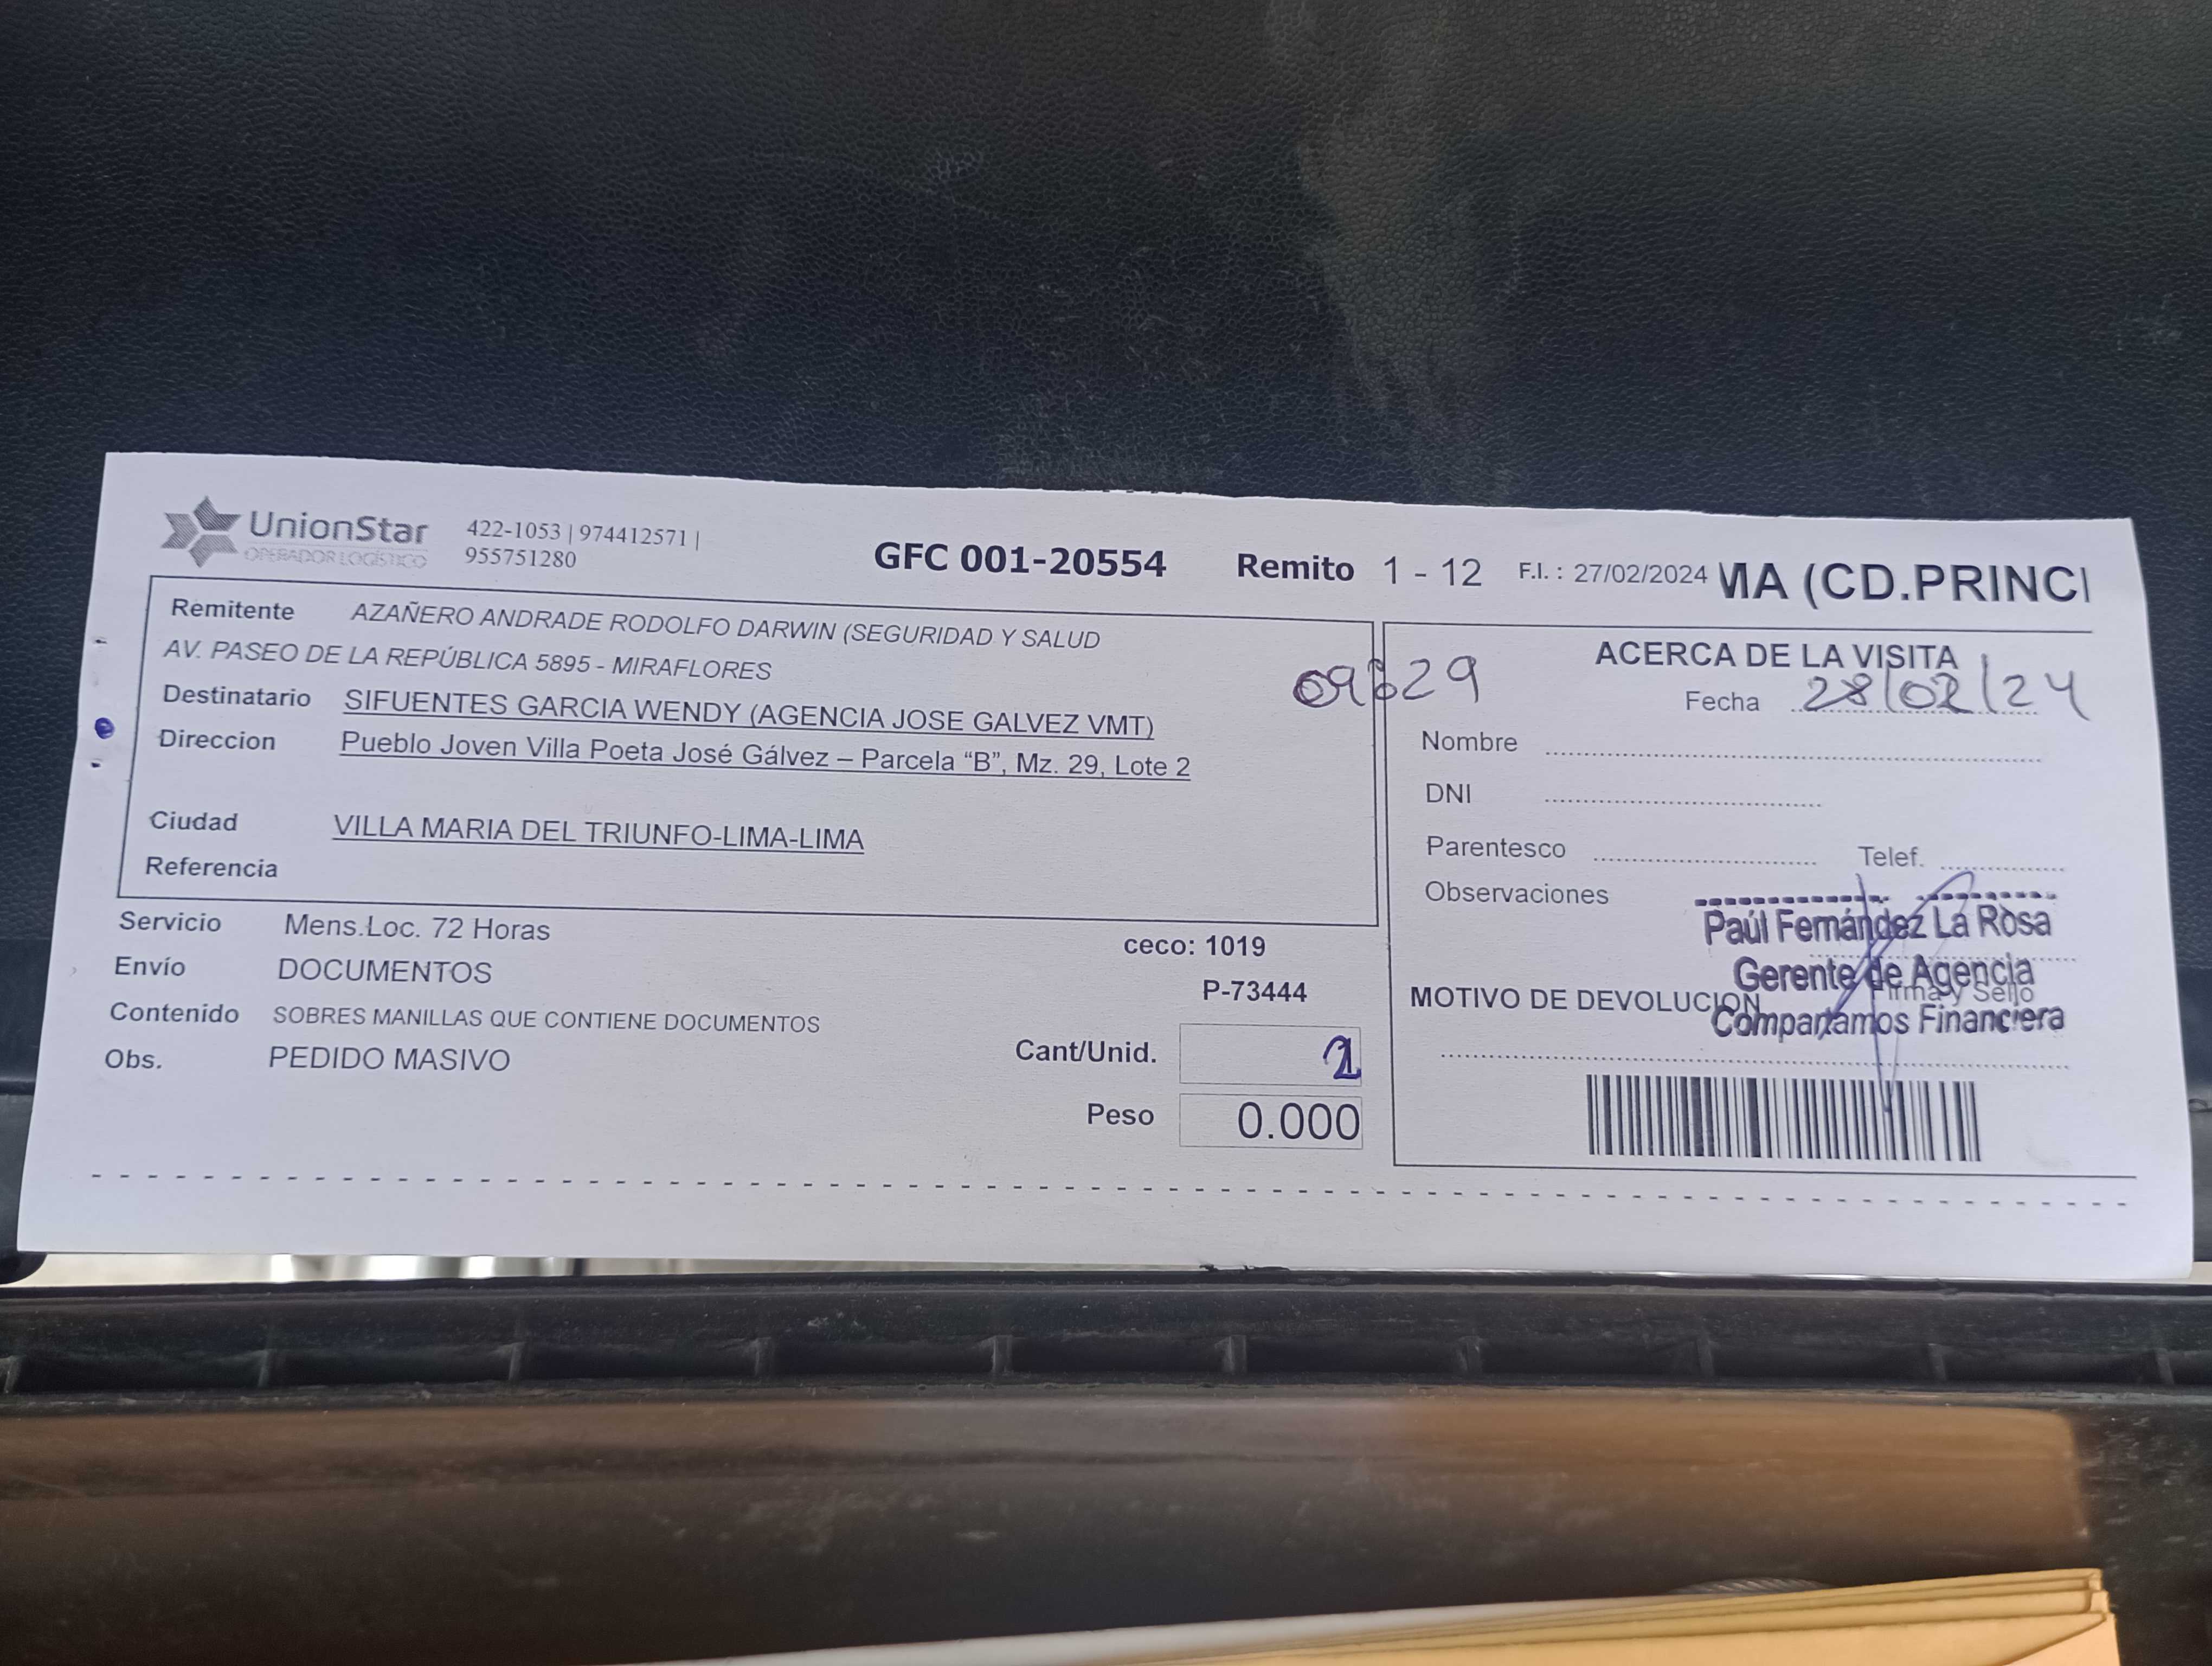 UnionStar
OPERADOR LOGÍSTICO
422-1053 | 974412571 |
955751280
GFC 001-20554 Remito 1 - 12 F.I. : 27/02/2024 MA (CD.PRINCI
Remitente AZAÑERO ANDRADE RODOLFO DARWIN (SEGURIDAD Y SALUD
AV. PASEO DE LA REPÚBLICA 5895 - MIRAFLORES
Destinatario SIFUENTES GARCIA WENDY (AGENCIA JOSE GALVEZ VMT)
Direccion Pueblo Joven Villa Poeta José Gálvez – Parcela “B”, Mz. 29, Lote 2
Ciudad VILLA MARIA DEL TRIUNFO-LIMA-LIMA
Referencia
Servicio Mens.Loc. 72 Horas
Envío DOCUMENTOS
Contenido SOBRES MANILLAS QUE CONTIENE DOCUMENTOS
Obs. PEDIDO MASIVO
ceco: 1019
P-73444
Cant/Unid.
Peso 0.000
ACERCA DE LA VISITA
Fecha 28/02/24
Nombre
DNI
Parentesco Telef.
Observaciones
Paúl Fernández La Rosa
Gerente de Agencia
Firma y Sello
MOTIVO DE DEVOLUCION
Compartamos Financiera